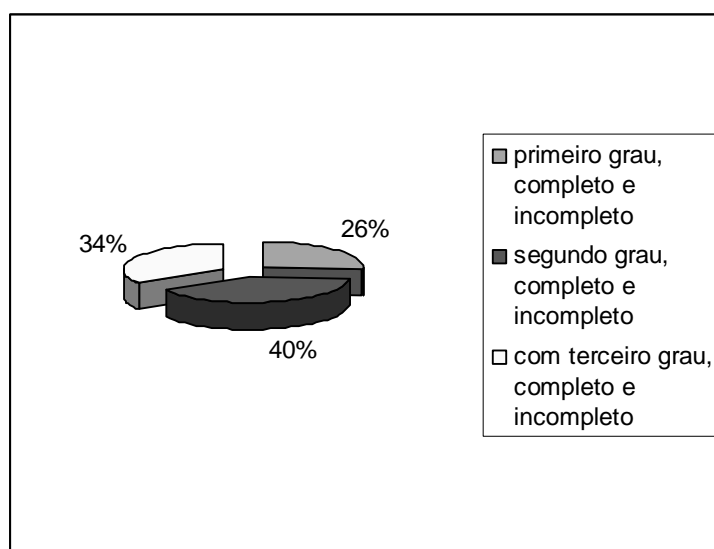 34%
26%
40%
primeiro grau,
completo e
incompleto
segundo grau,
completo e
incompleto
com terceiro grau,
completo e
incompleto